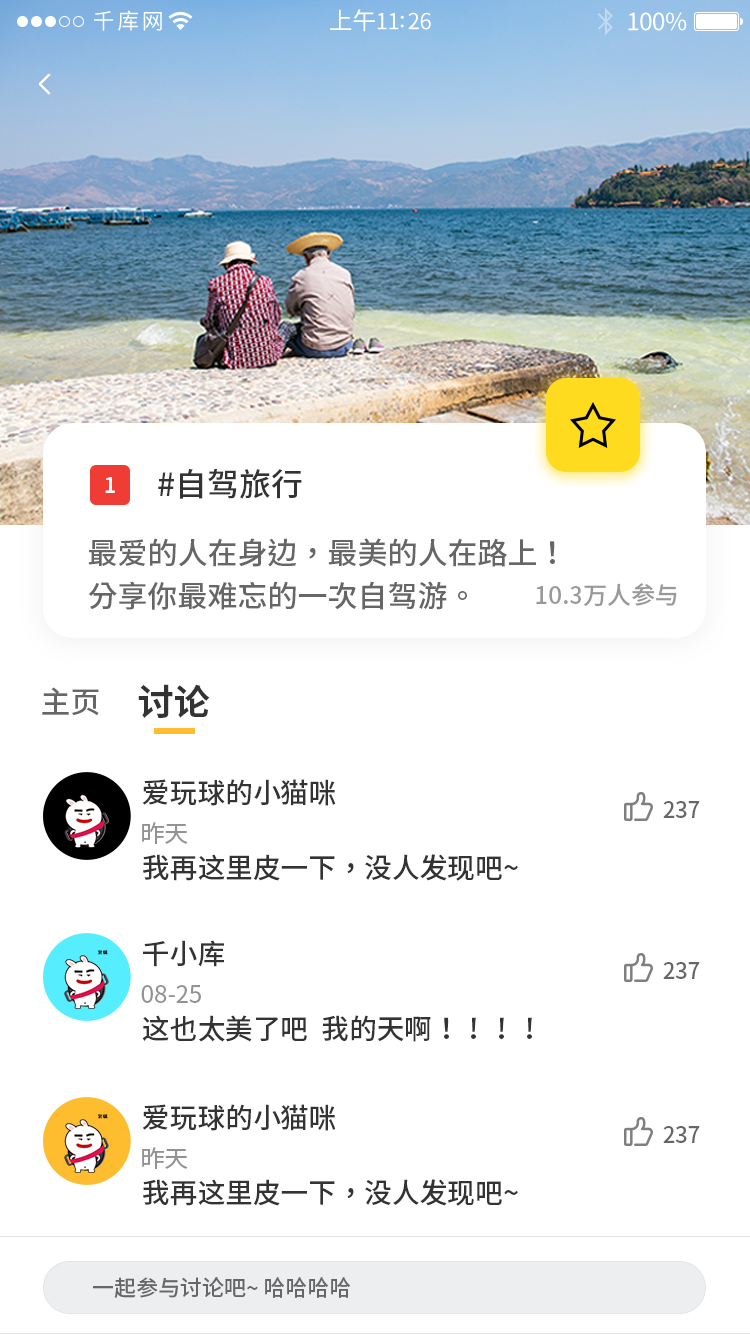 千库网
上午11:26
100%
1
#自驾旅行
最爱的人在身边，最美的人在路上！
分享你最难忘的一次自驾游。
10.3万人参与
主页
讨论
爱玩球的小猫咪
237
昨天
我再这里皮一下，没人发现吧~
千小库
237
08-25
这也太美了吧 我的天啊！！！！
爱玩球的小猫咪
237
昨天
我再这里皮一下，没人发现吧~
一起参与讨论吧~ 哈哈哈哈